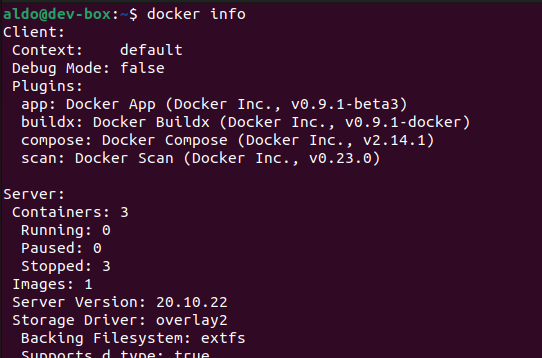 aldo@dev-box:~$ docker info
Client:
 Context:    default
 Debug Mode: false
 Plugins:
  app: Docker App (Docker Inc., v0.9.1-beta3)
  buildx: Docker Buildx (Docker Inc., v0.9.1-docker)
  compose: Docker Compose (Docker Inc., v2.14.1)
  scan: Docker Scan (Docker Inc., v0.23.0)

Server:
 Containers: 3
  Running: 0
  Paused: 0
  Stopped: 3
 Images: 1
 Server Version: 20.10.22
 Storage Driver: overlay2
  Backing Filesystem: extfs
  Supports d_type: true